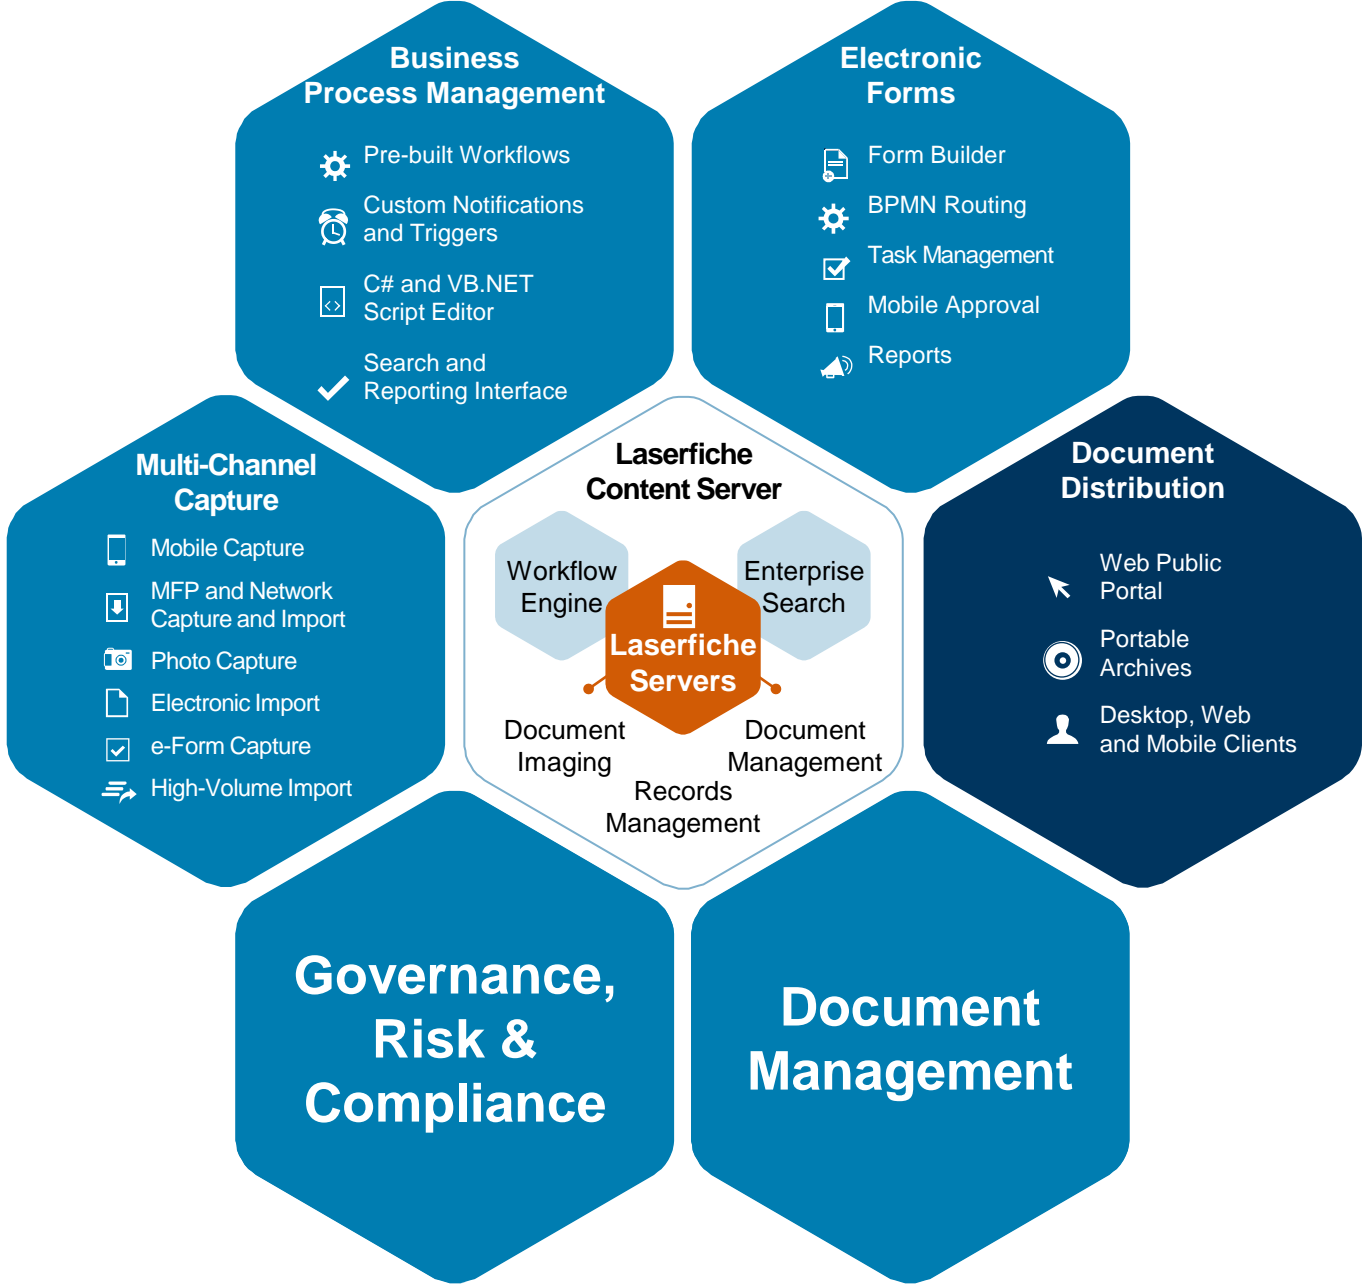 Business
Process Management
Pre-built Workflows
Custom Notifications
and Triggers
C# and VB.NET
Script Editor
Search and
Reporting Interface
Electronic
Forms
Form Builder
BPMN Routing
Task Management
Mobile Approval
Reports
Multi-Channel
Capture
Mobile Capture
MFP and Network
Capture and Import
Photo Capture
Electronic Import
e-Form Capture
High-Volume Import
Laserfiche
Content Server
Workflow
Engine
Enterprise
Search
Laserfiche
Servers
Document
Imaging
Document
Management
Records
Management
Document
Distribution
Web Public
Portal
Portable
Archives
Desktop, Web
and Mobile Clients
Governance,
Risk &
Compliance
Document
Management